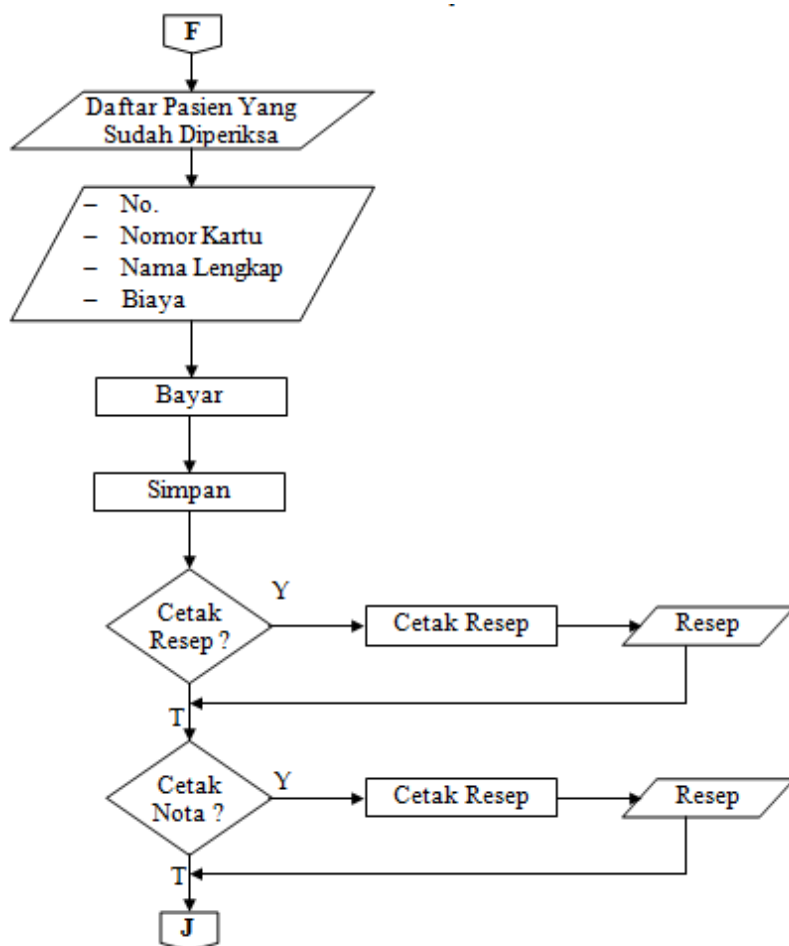 F
Daftar Pasien Yang
Sudah Diperiksa
– No.
– Nomor Kartu
– Nama Lengkap
– Biaya
Bayar
Simpan
Y
Cetak
Resep ?
Cetak Resep
Resep
T
Y
Cetak
Nota ?
Cetak Resep
Resep
T
J